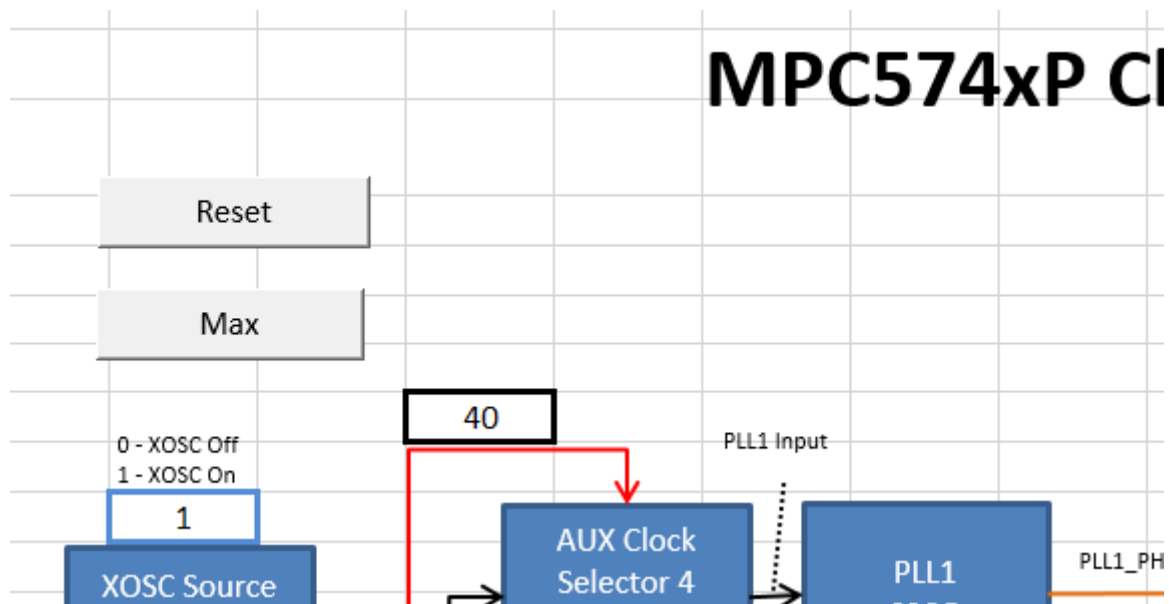 MPC574xP Cl
Reset
Max
40
0 - XOSC Off
1 - XOSC On
1
PLL1 Input
AUX Clock
Selector 4
XOSC Source
PLL1
PLL1_PH